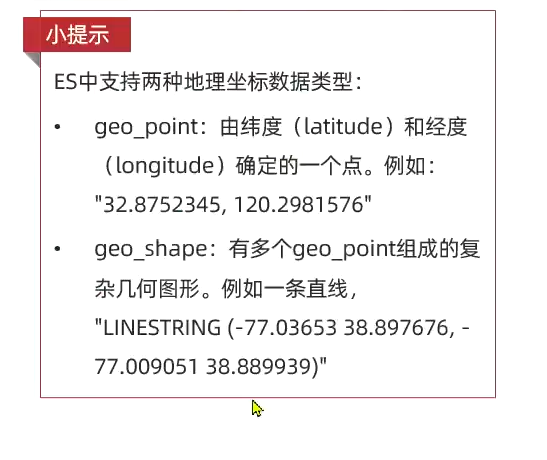 小提示
ES中支持两种地理坐标数据类型：
• geo_point：由纬度（latitude）和经度
（longitude）确定的一个点。例如：
"32.8752345, 120.2981576"
• geo_shape：有多个geo_point组成的复
杂几何图形。例如一条直线，
"LINESTRING (-77.03653 38.897676, -
77.009051 38.889939)"